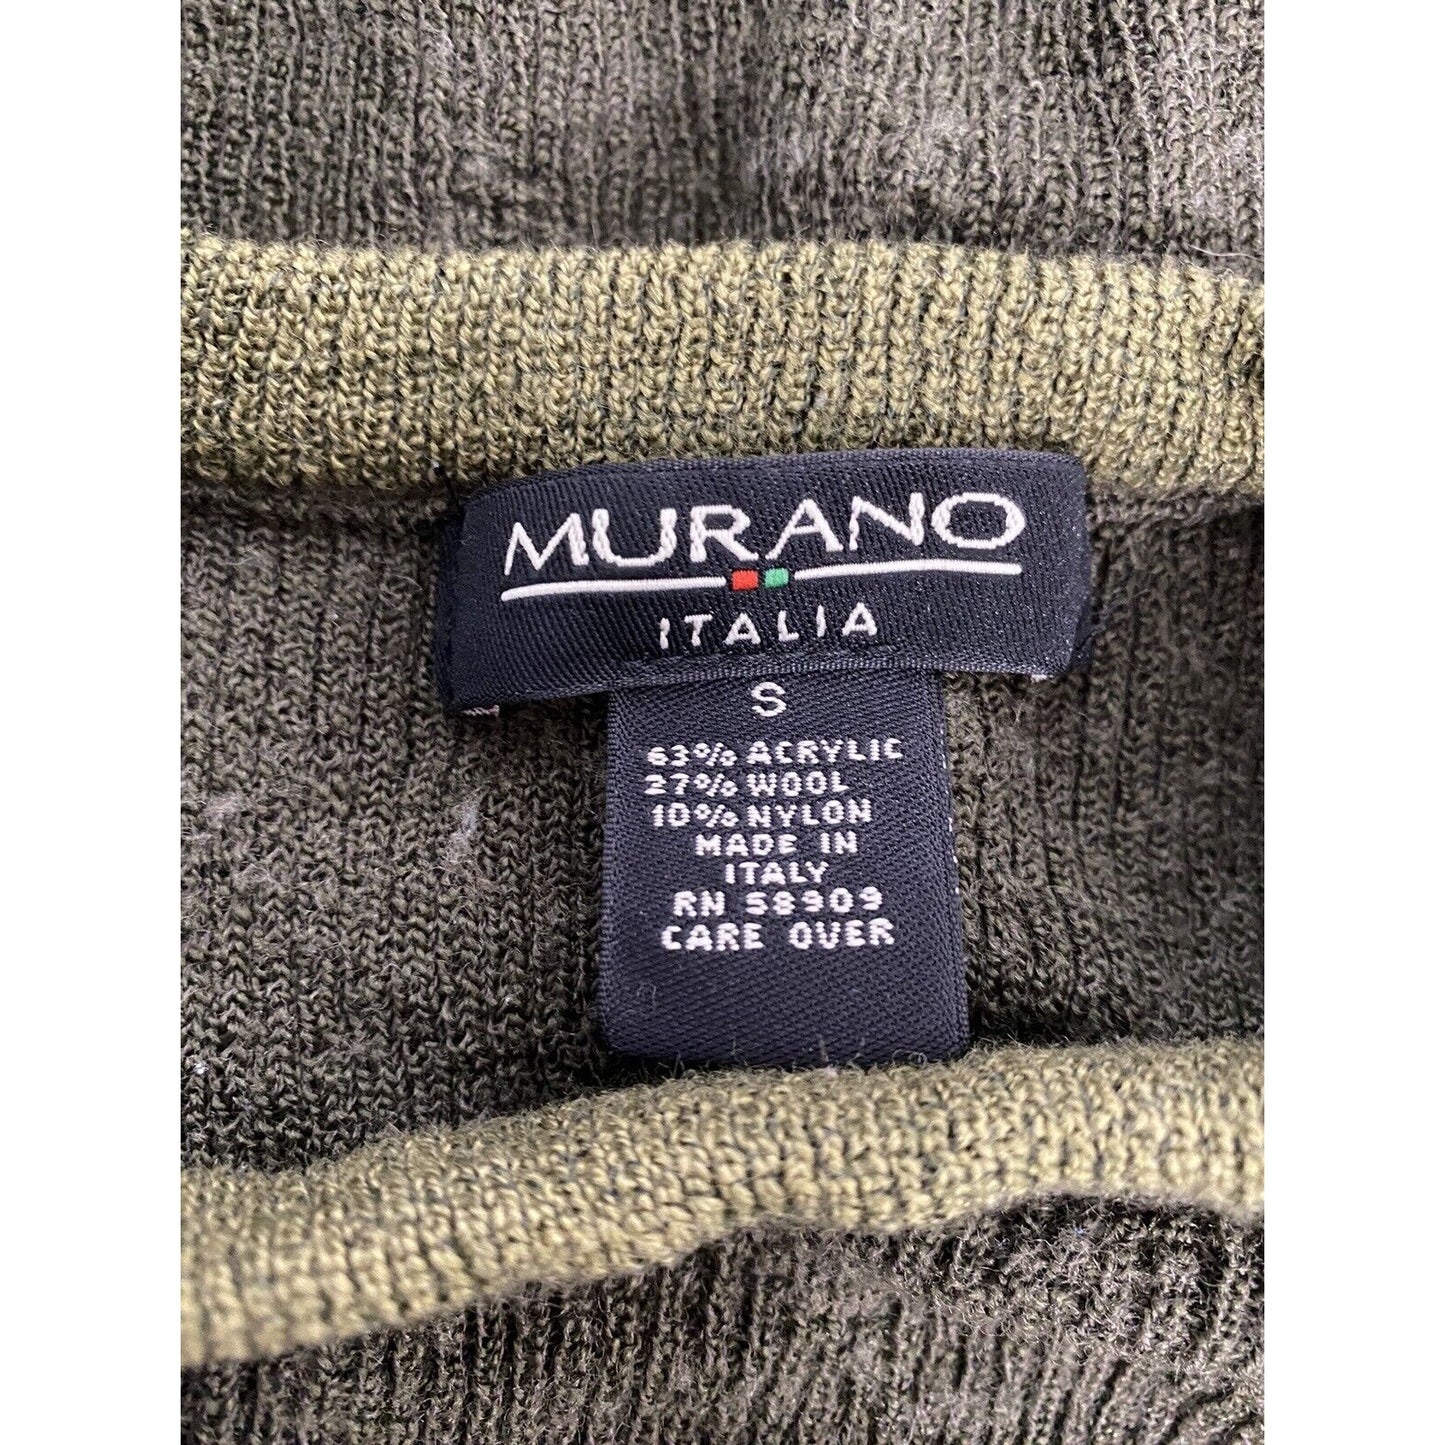 MURANO
ITALIA
S
63% ACRYLIC
27% WOOL
10% NYLON
MADE IN
ITALY
RN 58909
CARE OVER